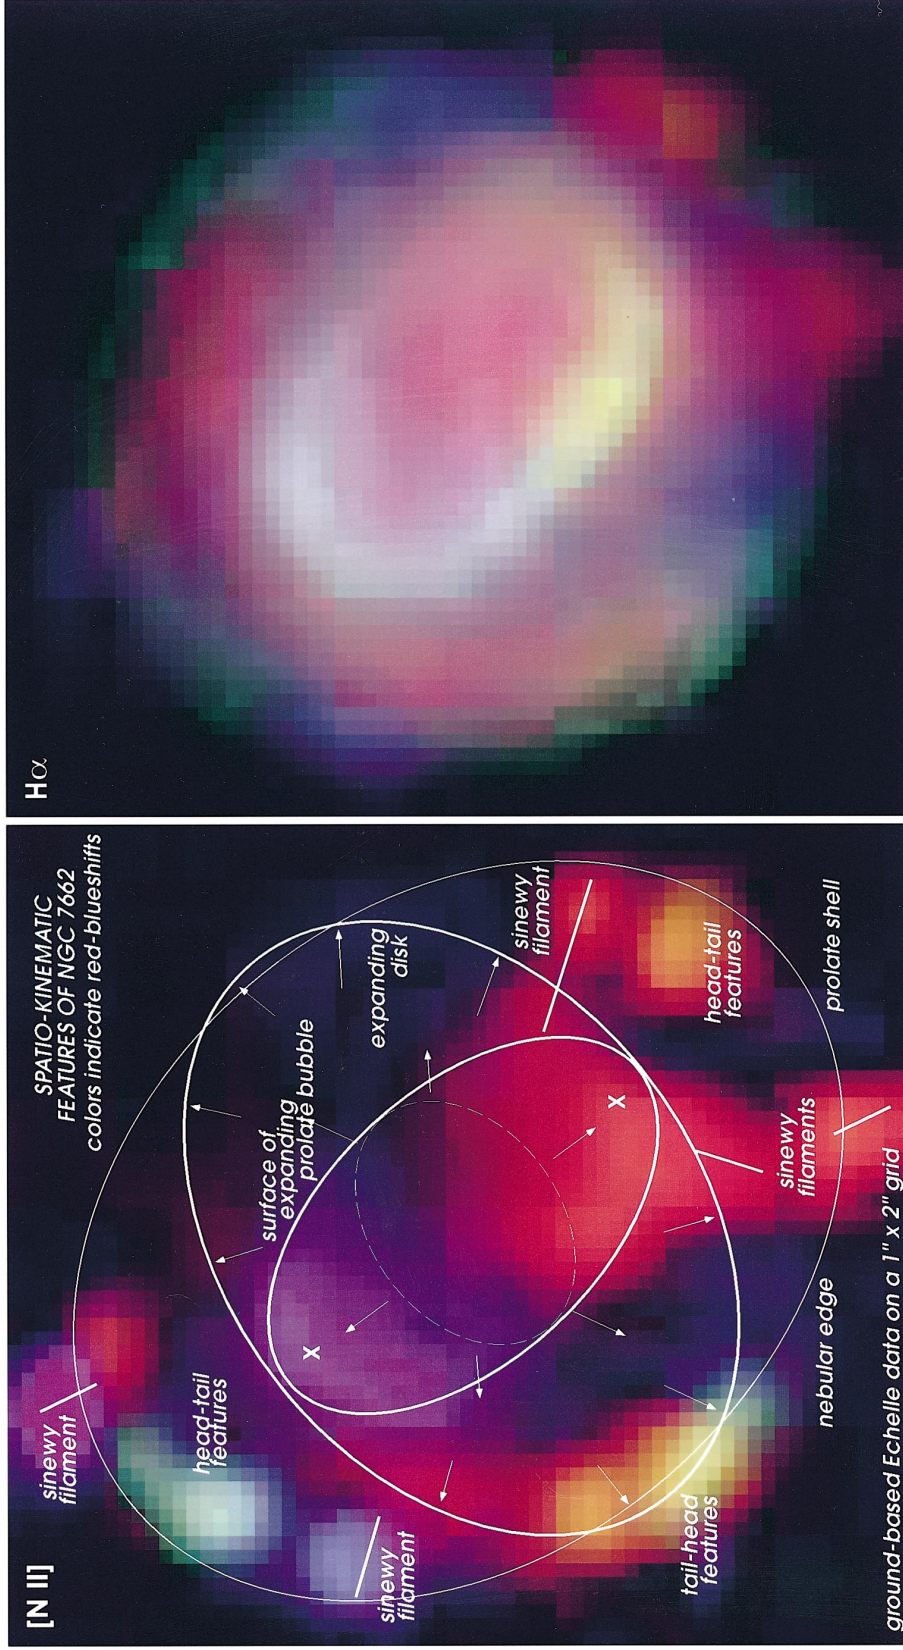 [N II]
SPATIO-KINEMATIC
FEATURES OF NGC 7662
colors indicate red-blueshifts
sinewy
filament
head-tail
features
sinewy
filament
surface of
expanding
prolate bubble
expanding
disk
sinewy
filament
head-tail
features
prolate shell
X
X
tail-head
features
nebular edge
sinewy
filaments
ground-based Echelle data on a 1" x 2" grid
Hα